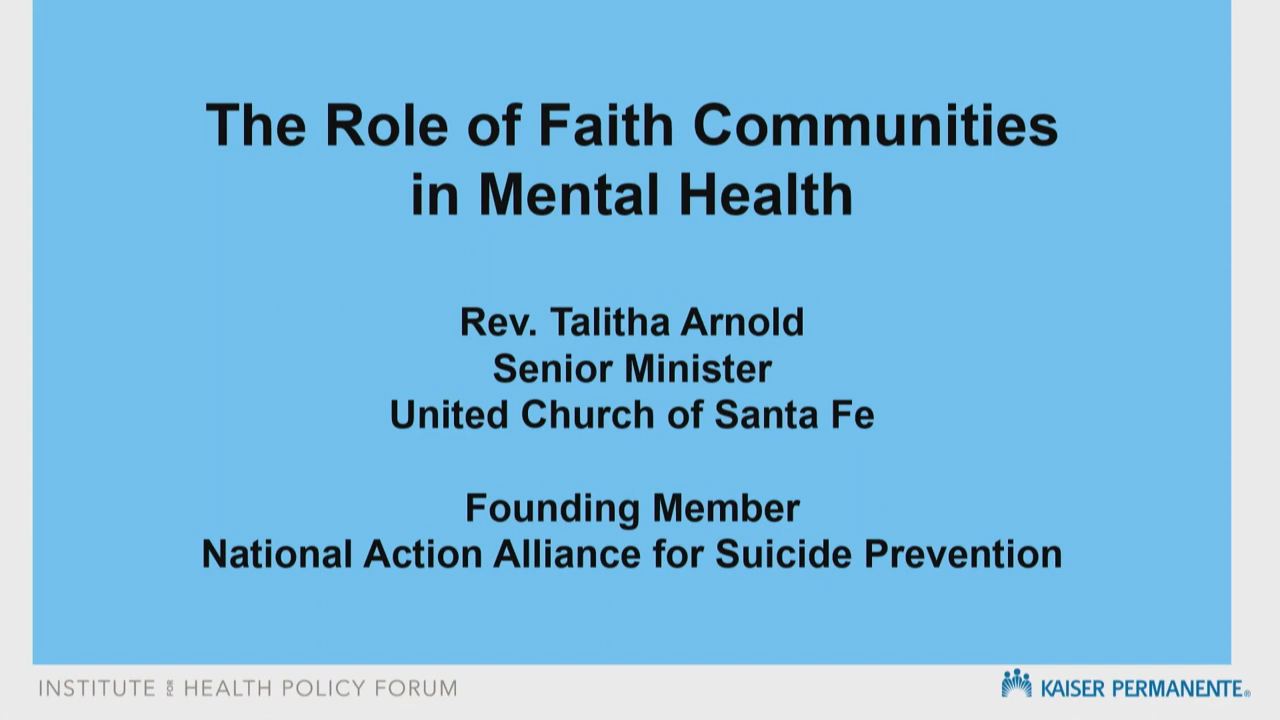 The Role of Faith Communities
in Mental Health
Rev. Talitha Arnold
Senior Minister
United Church of Santa Fe
Founding Member
National Action Alliance for Suicide Prevention
INSTITUTE FOR HEALTH POLICY FORUM
KAISER PERMANENTE®